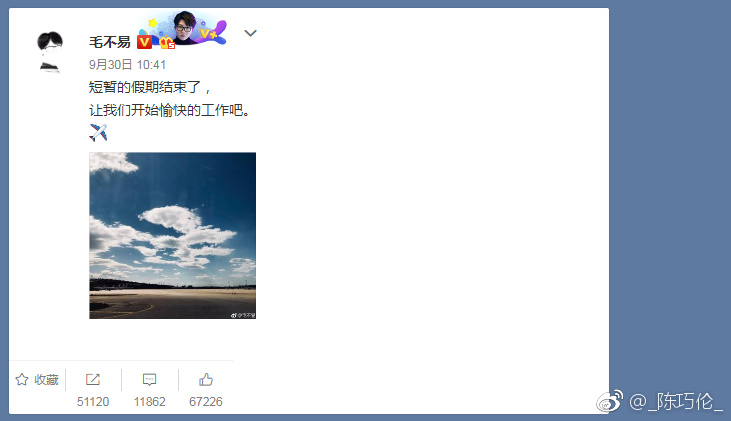 毛不易
9月30日 10:41
短暂的假期结束了，
让我们开始愉快的工作吧。
@毛不易
收藏
51120
11862
67226
@_陈巧伦_